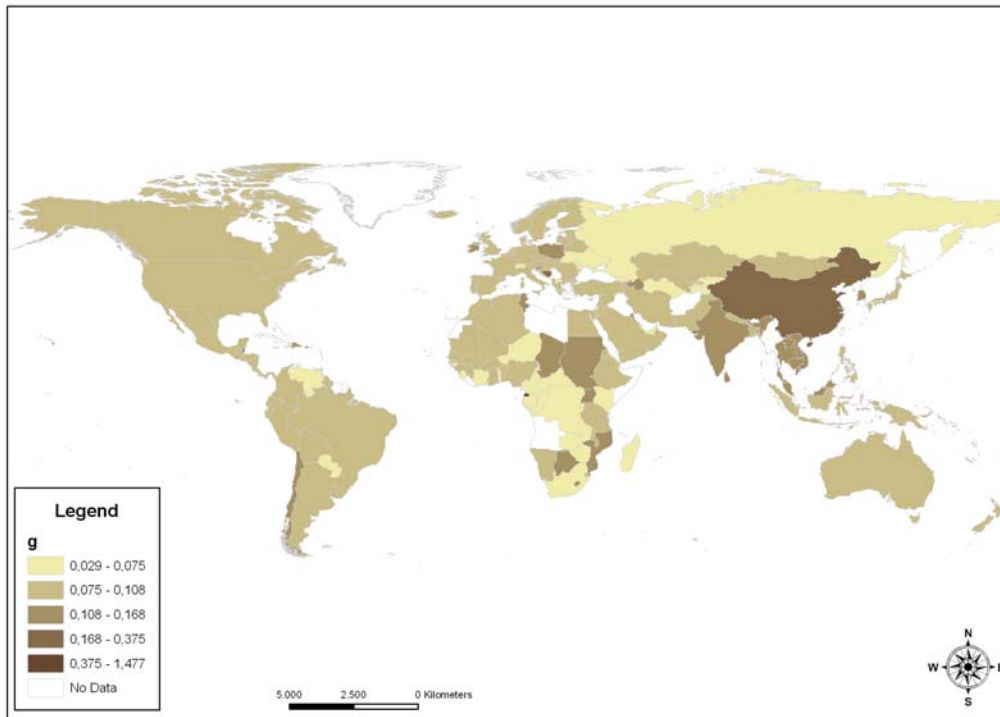 Legend
g
0,029 - 0,075
0,075 - 0,108
0,108 - 0,168
0,168 - 0,375
0,375 - 1,477
No Data
5.000 2.500 0 Kilometers
N
W E
S